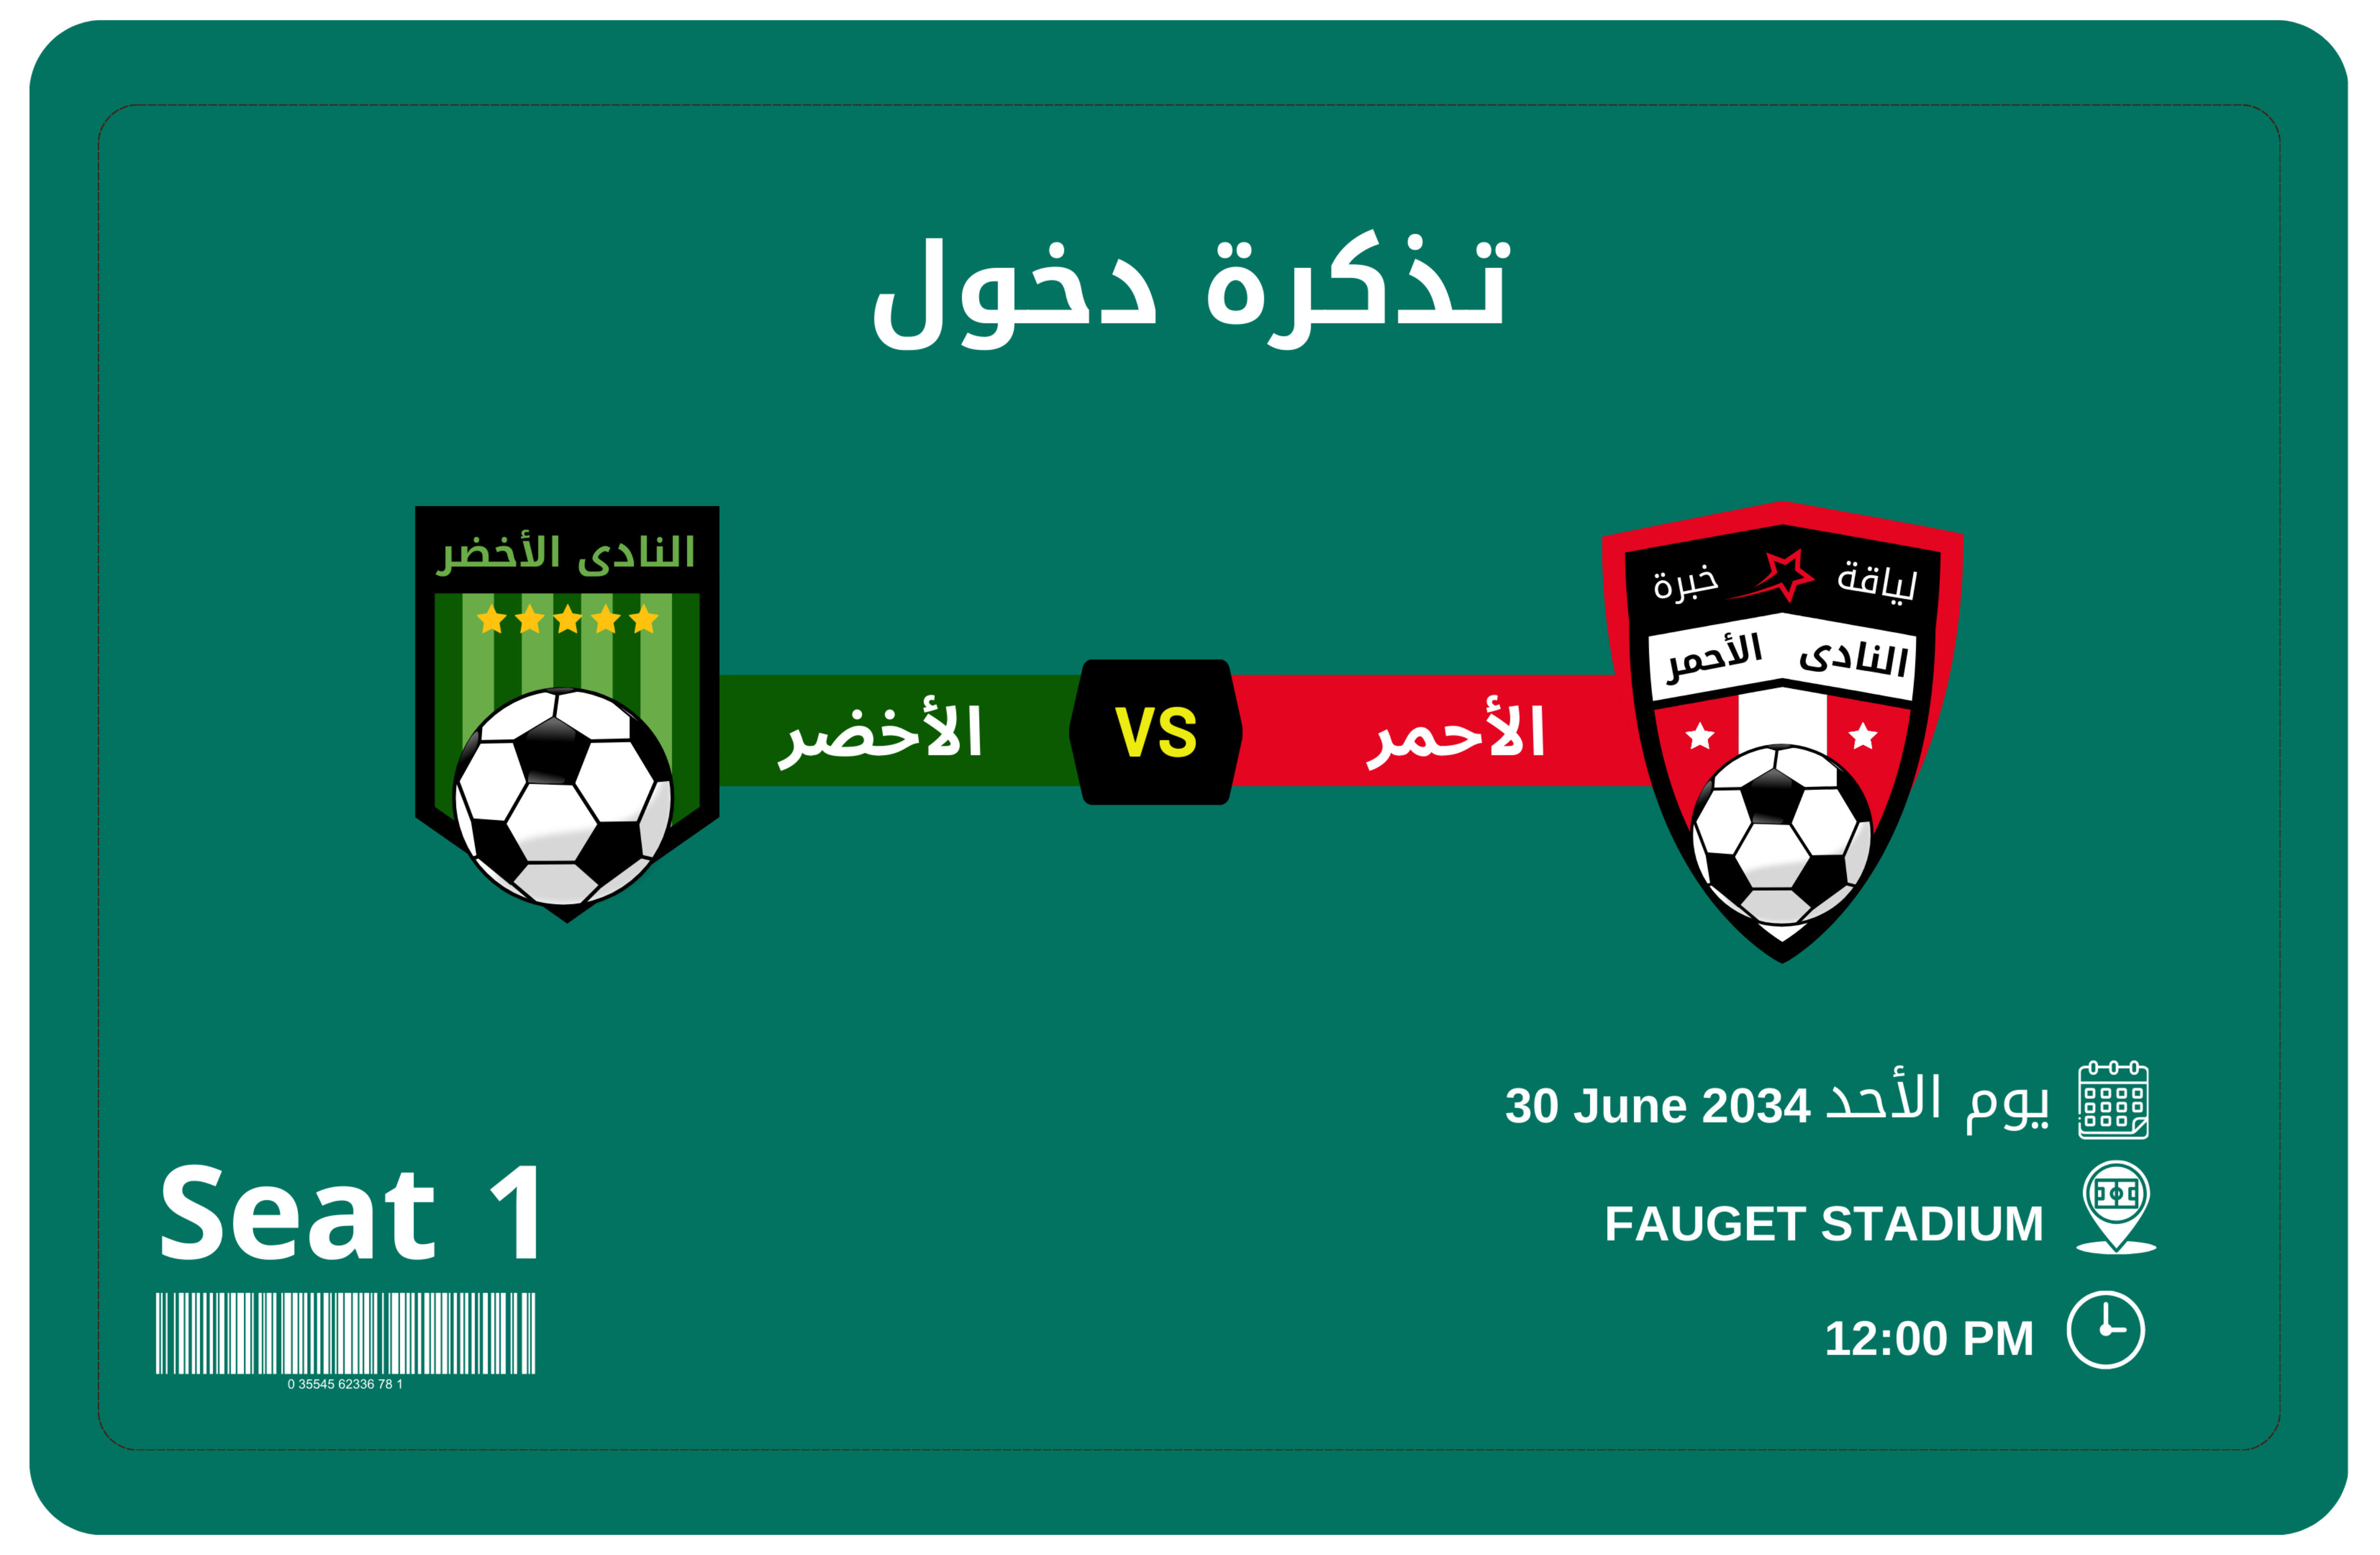 تذكرة دخول
النادى الأخضر
لياقة خبرة
النادى الأحمر
الأخضر VS الأحمر
يوم الأحد 30 June 2034
FAUGET STADIUM
12:00 PM
Seat 1
0 35545 62336 78 1